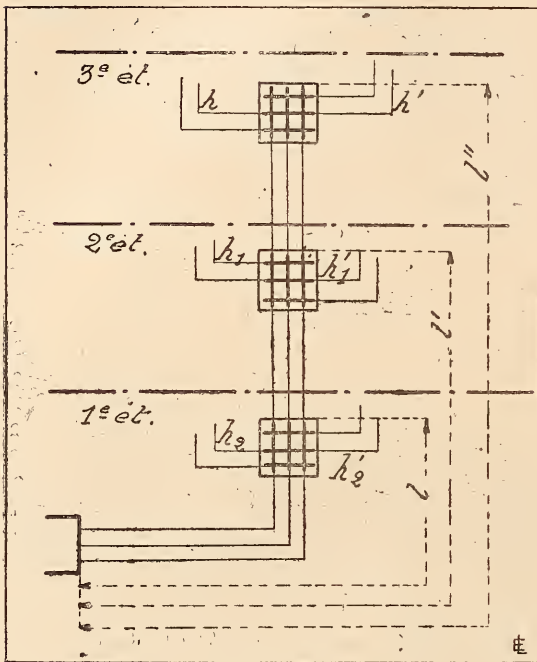 3ᵉ ét.
h
h'
l"
2ᵉ ét.
h₁
h'₁
l'
1ᵉ ét.
h₂
h'₂
l